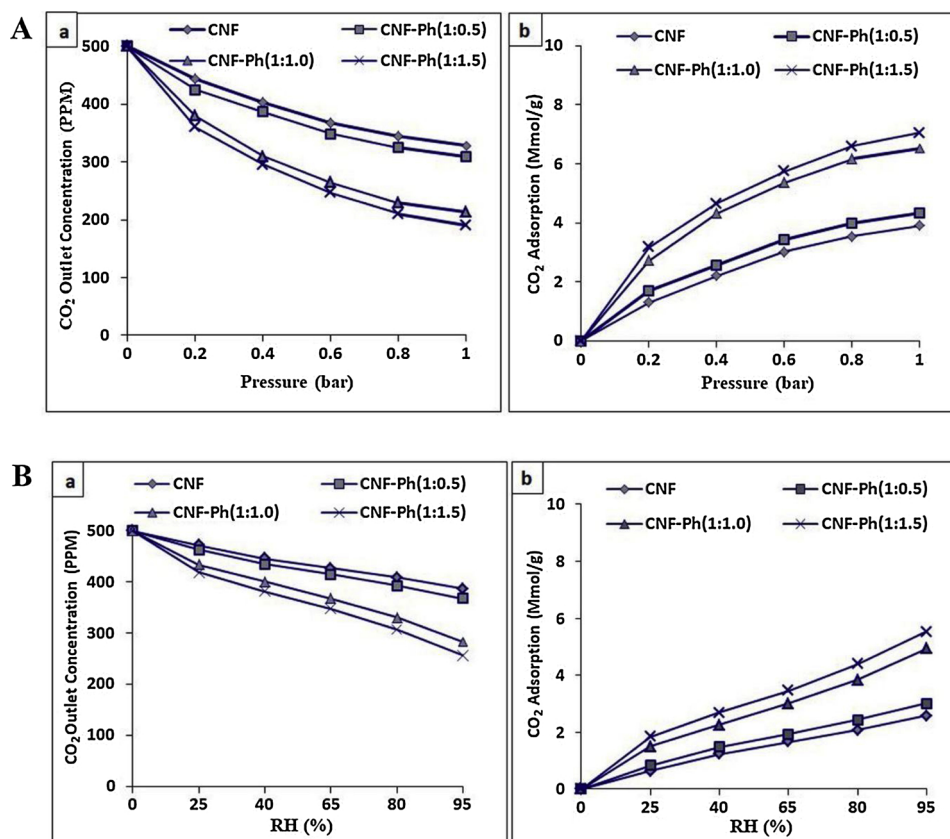 A
a
CNF
CNF-Ph(1:0.5)
CNF-Ph(1:1.0)
CNF-Ph(1:1.5)
CO₂ Outlet Concentration (PPM)
500
400
300
200
100
0
0 0.2 0.4 0.6 0.8 1
Pressure (bar)
b
CNF
CNF-Ph(1:0.5)
CNF-Ph(1:1.0)
CNF-Ph(1:1.5)
CO₂ Adsorption (Mmol/g)
10
8
6
4
2
0
0 0.2 0.4 0.6 0.8 1
Pressure (bar)
B
a
CNF
CNF-Ph(1:0.5)
CNF-Ph(1:1.0)
CNF-Ph(1:1.5)
CO₂Outlet Concentration (PPM)
500
400
300
200
100
0
0 25 40 65 80 95
RH (%)
b
CNF
CNF-Ph(1:0.5)
CNF-Ph(1:1.0)
CNF-Ph(1:1.5)
CO₂ Adsorption (Mmol/g)
10
8
6
4
2
0
0 25 40 65 80 95
RH (%)